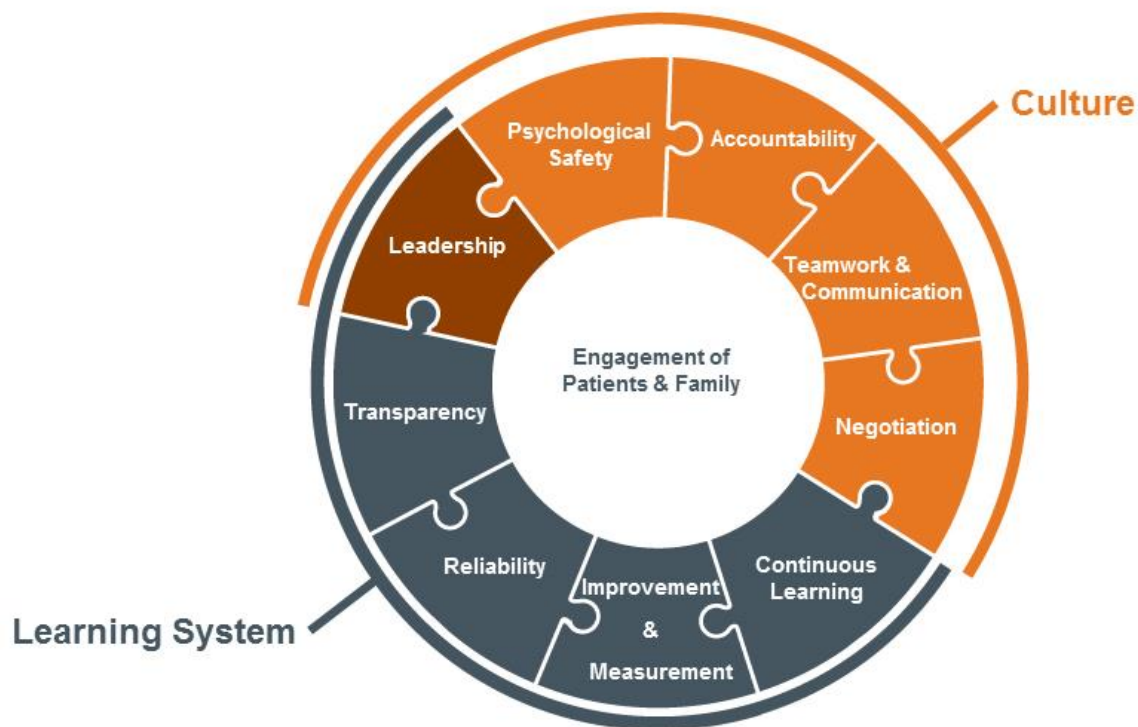 Culture
Psychological
Safety
Accountability
Leadership
Teamwork &
Communication
Engagement of
Patients & Family
Transparency
Negotiation
Reliability
Improvement
&
Measurement
Continuous
Learning
Learning System